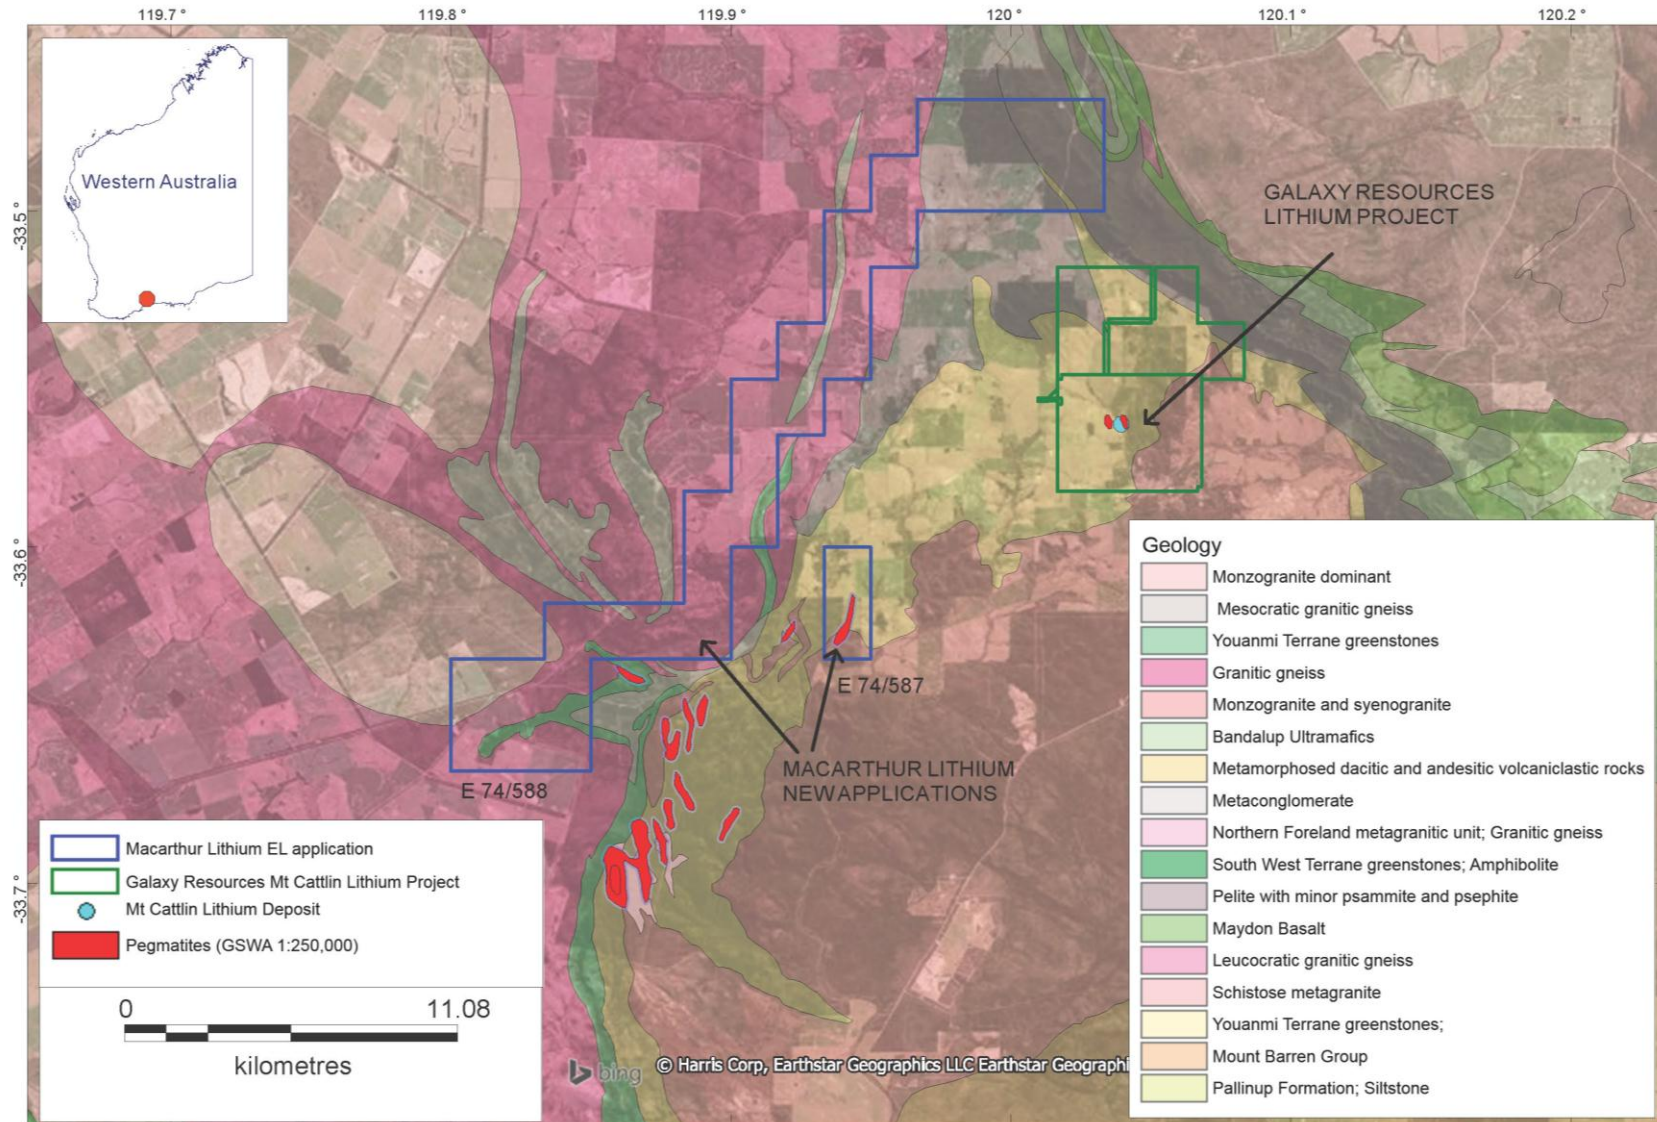 119.7 °
119.8 °
119.9 °
120 °
120.1 °
120.2 °
-33.5 °
-33.6 °
-33.7 °
Western Australia
GALAXY RESOURCES
LITHIUM PROJECT
E 74/587
MACARTHUR LITHIUM
NEW APPLICATIONS
E 74/588
Macarthur Lithium EL application
Galaxy Resources Mt Cattlin Lithium Project
Mt Cattlin Lithium Deposit
Pegmatites (GSWA 1:250,000)
0 11.08
kilometres
bing
© Harris Corp, Earthstar Geographics LLC Earthstar Geographi
Geology
Monzogranite dominant
Mesocratic granitic gneiss
Youanmi Terrane greenstones
Granitic gneiss
Monzogranite and syenogranite
Bandalup Ultramafics
Metamorphosed dacitic and andesitic volcaniclastic rocks
Metaconglomerate
Northern Foreland metagranitic unit; Granitic gneiss
South West Terrane greenstones; Amphibolite
Pelite with minor psammite and psephite
Maydon Basalt
Leucocratic granitic gneiss
Schistose metagranite
Youanmi Terrane greenstones;
Mount Barren Group
Pallinup Formation; Siltstone